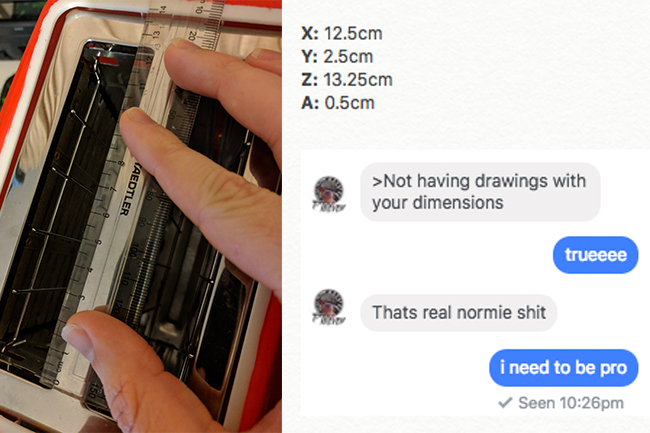 STAEDTLER
X: 12.5cm
Y: 2.5cm
Z: 13.25cm
A: 0.5cm
>Not having drawings with
your dimensions
trueeee
Thats real normie shit
i need to be pro
✓ Seen 10:26pm